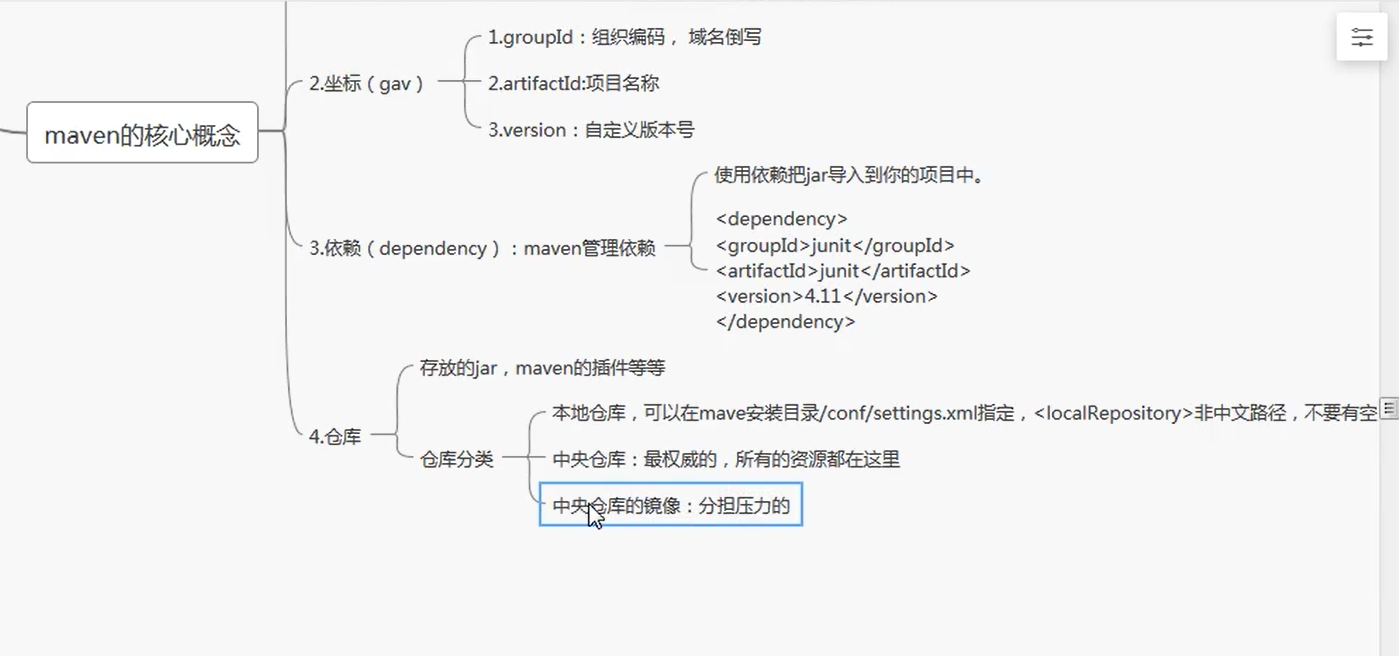 1.groupId：组织编码， 域名倒写
2.坐标（gav）
2.artifactId:项目名称
3.version：自定义版本号
maven的核心概念
使用依赖把jar导入到你的项目中。
3.依赖（dependency）：maven管理依赖
<dependency>
<groupId>junit</groupId>
<artifactId>junit</artifactId>
<version>4.11</version>
</dependency>
4.仓库
存放的jar，maven的插件等等
仓库分类
本地仓库，可以在mave安装目录/conf/settings.xml指定，<localRepository>非中文路径，不要有空
中央仓库：最权威的，所有的资源都在这里
中央仓库的镜像：分担压力的